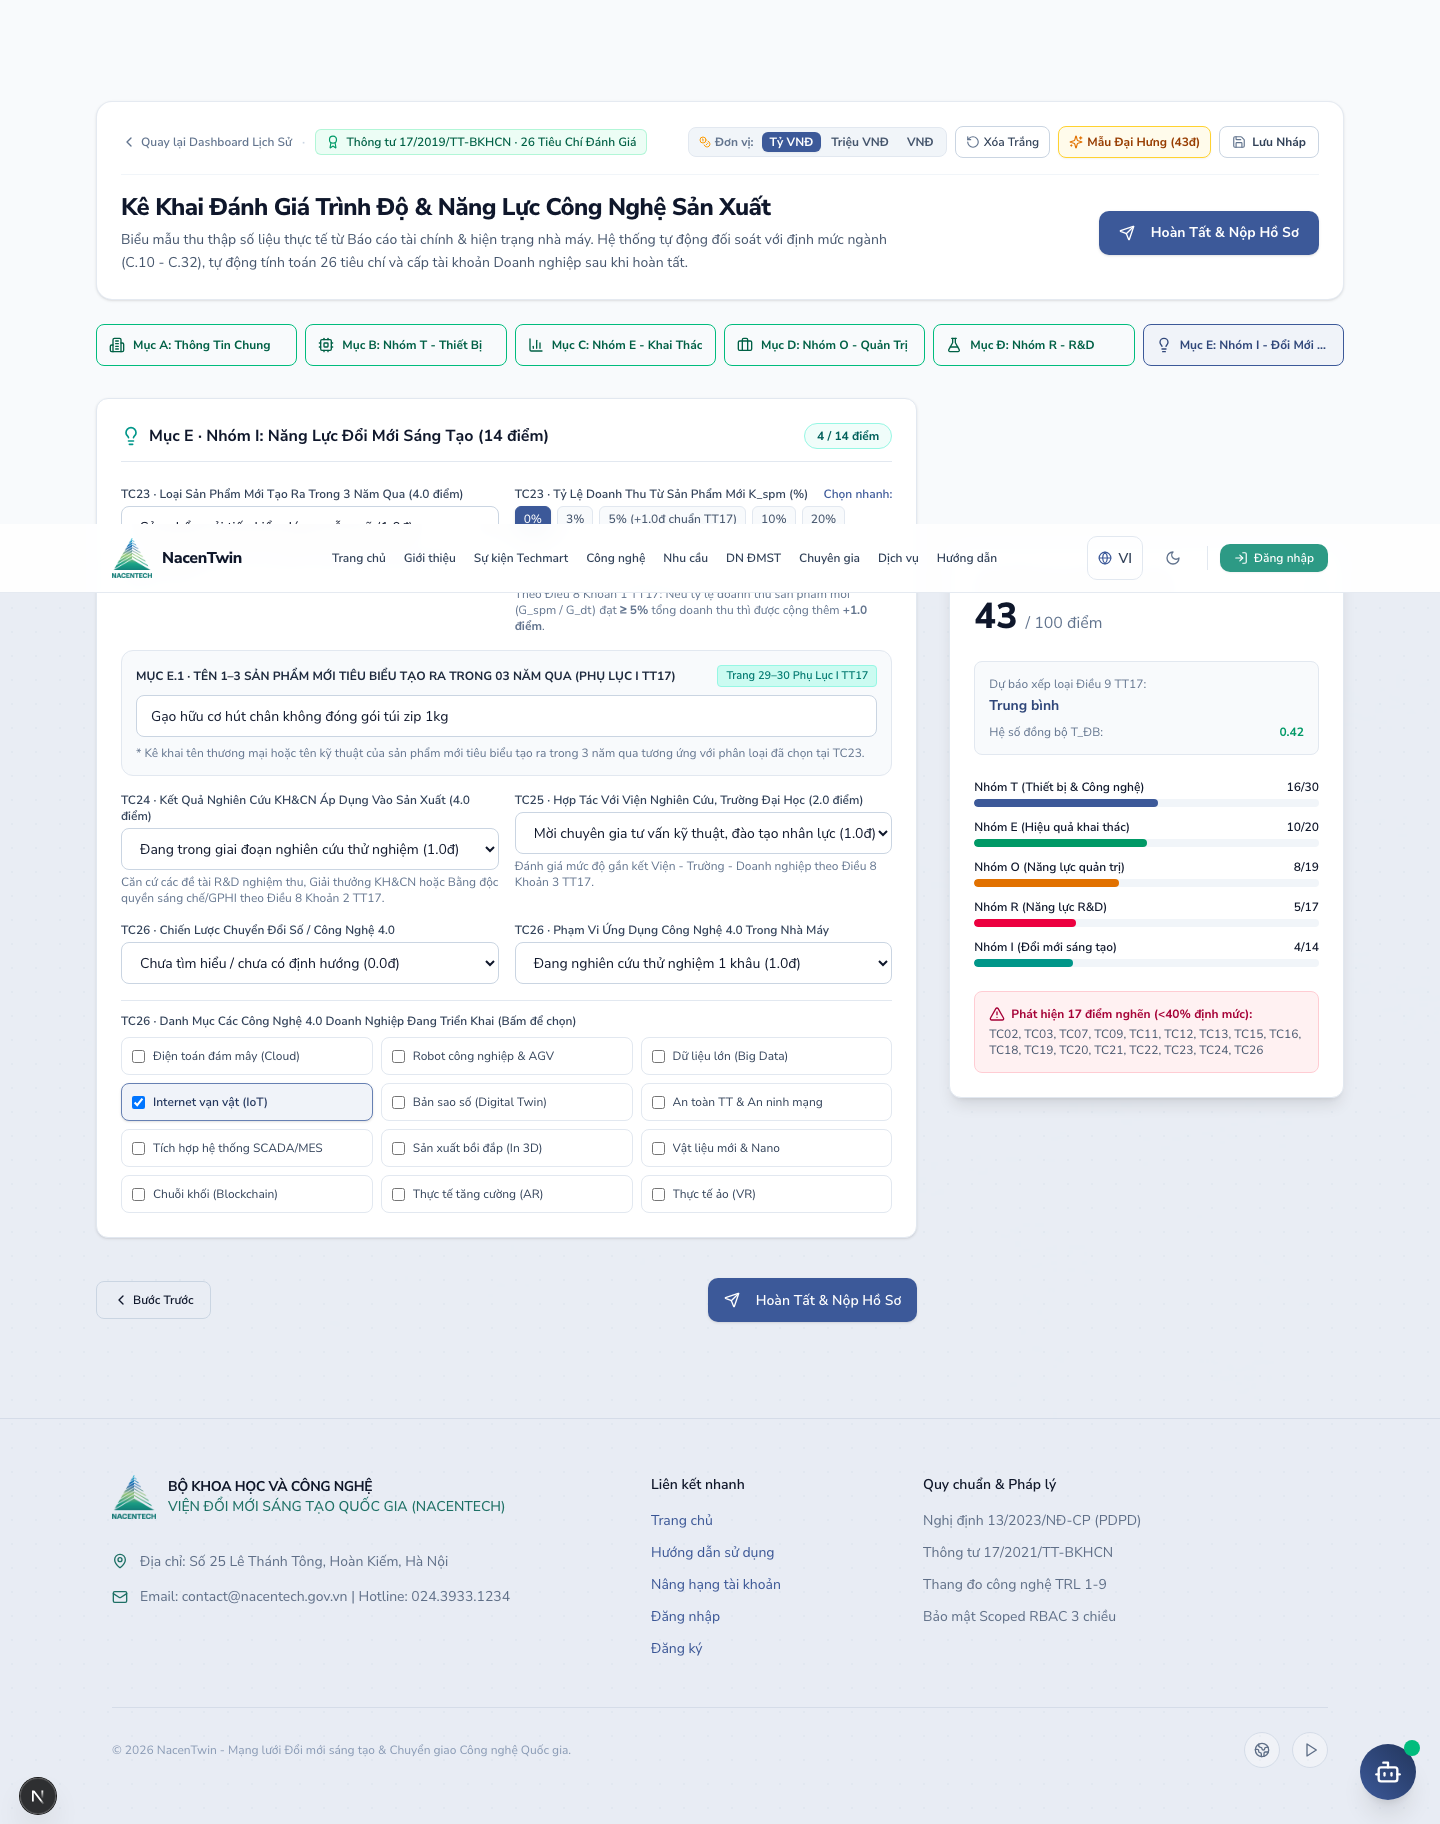 Quay lại Dashboard Lịch Sử · Thông tư 17/2019/TT-BKHCN · 26 Tiêu Chí Đánh Giá
Đơn vị: Tỷ VNĐ Triệu VNĐ VNĐ
Xóa Trắng
Mẫu Đại Hưng (43đ)
Lưu Nháp
Kê Khai Đánh Giá Trình Độ & Năng Lực Công Nghệ Sản Xuất
Biểu mẫu thu thập số liệu thực tế từ Báo cáo tài chính & hiện trạng nhà máy. Hệ thống tự động đối soát với định mức ngành
(C.10 - C.32), tự động tính toán 26 tiêu chí và cấp tài khoản Doanh nghiệp sau khi hoàn tất.
Hoàn Tất & Nộp Hồ Sơ
Mục A: Thông Tin Chung
Mục B: Nhóm T - Thiết Bị
Mục C: Nhóm E - Khai Thác
Mục D: Nhóm O - Quản Trị
Mục Đ: Nhóm R - R&D
Mục E: Nhóm I - Đổi Mới ...
Mục E · Nhóm I: Năng Lực Đổi Mới Sáng Tạo (14 điểm)
4 / 14 điểm
TC23 · Loại Sản Phẩm Mới Tạo Ra Trong 3 Năm Qua (4.0 điểm)
TC23 · Tỷ Lệ Doanh Thu Từ Sản Phẩm Mới K_spm (%) Chọn nhanh:
0% 3% 5% (+1.0đ chuẩn TT17) 10% 20%
NACENTECH
NacenTwin
Trang chủ Giới thiệu Sự kiện Techmart Công nghệ Nhu cầu DN ĐMST Chuyên gia Dịch vụ Hướng dẫn
VI
Đăng nhập
Theo Điều 8 Khoản 1 TT17: Nếu tỷ lệ doanh thu sản phẩm mới
(G_spm / G_dt) đạt ≥ 5% tổng doanh thu thì được cộng thêm +1.0
điểm.
MỤC E.1 · TÊN 1–3 SẢN PHẨM MỚI TIÊU BIỂU TẠO RA TRONG 03 NĂM QUA (PHỤ LỤC I TT17)
Trang 29–30 Phụ Lục I TT17
Gạo hữu cơ hút chân không đóng gói túi zip 1kg
* Kê khai tên thương mại hoặc tên kỹ thuật của sản phẩm mới tiêu biểu tạo ra trong 3 năm qua tương ứng với phân loại đã chọn tại TC23.
TC24 · Kết Quả Nghiên Cứu KH&CN Áp Dụng Vào Sản Xuất (4.0
điểm)
Đang trong giai đoạn nghiên cứu thử nghiệm (1.0đ)
Căn cứ các đề tài R&D nghiệm thu, Giải thưởng KH&CN hoặc Bằng độc
quyền sáng chế/GPHI theo Điều 8 Khoản 2 TT17.
TC25 · Hợp Tác Với Viện Nghiên Cứu, Trường Đại Học (2.0 điểm)
Mời chuyên gia tư vấn kỹ thuật, đào tạo nhân lực (1.0đ)
Đánh giá mức độ gắn kết Viện - Trường - Doanh nghiệp theo Điều 8
Khoản 3 TT17.
TC26 · Chiến Lược Chuyển Đổi Số / Công Nghệ 4.0
Chưa tìm hiểu / chưa có định hướng (0.0đ)
TC26 · Phạm Vi Ứng Dụng Công Nghệ 4.0 Trong Nhà Máy
Đang nghiên cứu thử nghiệm 1 khâu (1.0đ)
TC26 · Danh Mục Các Công Nghệ 4.0 Doanh Nghiệp Đang Triển Khai (Bấm để chọn)
Điện toán đám mây (Cloud)
Robot công nghiệp & AGV
Dữ liệu lớn (Big Data)
Internet vạn vật (IoT)
Bản sao số (Digital Twin)
An toàn TT & An ninh mạng
Tích hợp hệ thống SCADA/MES
Sản xuất bồi đắp (In 3D)
Vật liệu mới & Nano
Chuỗi khối (Blockchain)
Thực tế tăng cường (AR)
Thực tế ảo (VR)
Bước Trước
Hoàn Tất & Nộp Hồ Sơ
43 / 100 điểm
Dự báo xếp loại Điều 9 TT17:
Trung bình
Hệ số đồng bộ T_ĐB: 0.42
Nhóm T (Thiết bị & Công nghệ) 16/30
Nhóm E (Hiệu quả khai thác) 10/20
Nhóm O (Năng lực quản trị) 8/19
Nhóm R (Năng lực R&D) 5/17
Nhóm I (Đổi mới sáng tạo) 4/14
Phát hiện 17 điểm nghẽn (<40% định mức):
TC02, TC03, TC07, TC09, TC11, TC12, TC13, TC15, TC16,
TC18, TC19, TC20, TC21, TC22, TC23, TC24, TC26
NACENTECH
BỘ KHOA HỌC VÀ CÔNG NGHỆ
VIỆN ĐỔI MỚI SÁNG TẠO QUỐC GIA (NACENTECH)
Địa chỉ: Số 25 Lê Thánh Tông, Hoàn Kiếm, Hà Nội
Email: contact@nacentech.gov.vn | Hotline: 024.3933.1234
Liên kết nhanh
Trang chủ
Hướng dẫn sử dụng
Nâng hạng tài khoản
Đăng nhập
Đăng ký
Quy chuẩn & Pháp lý
Nghị định 13/2023/NĐ-CP (PDPD)
Thông tư 17/2021/TT-BKHCN
Thang đo công nghệ TRL 1-9
Bảo mật Scoped RBAC 3 chiều
© 2026 NacenTwin - Mạng lưới Đổi mới sáng tạo & Chuyển giao Công nghệ Quốc gia.
N